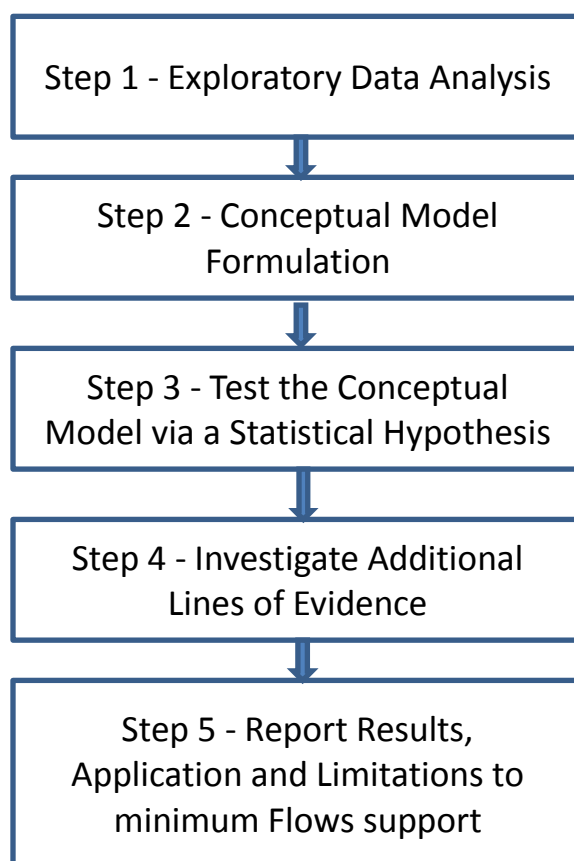 Step 1 - Exploratory Data Analysis
Step 2 - Conceptual Model
Formulation
Step 3 - Test the Conceptual
Model via a Statistical Hypothesis
Step 4 - Investigate Additional
Lines of Evidence
Step 5 - Report Results,
Application and Limitations to
minimum Flows support